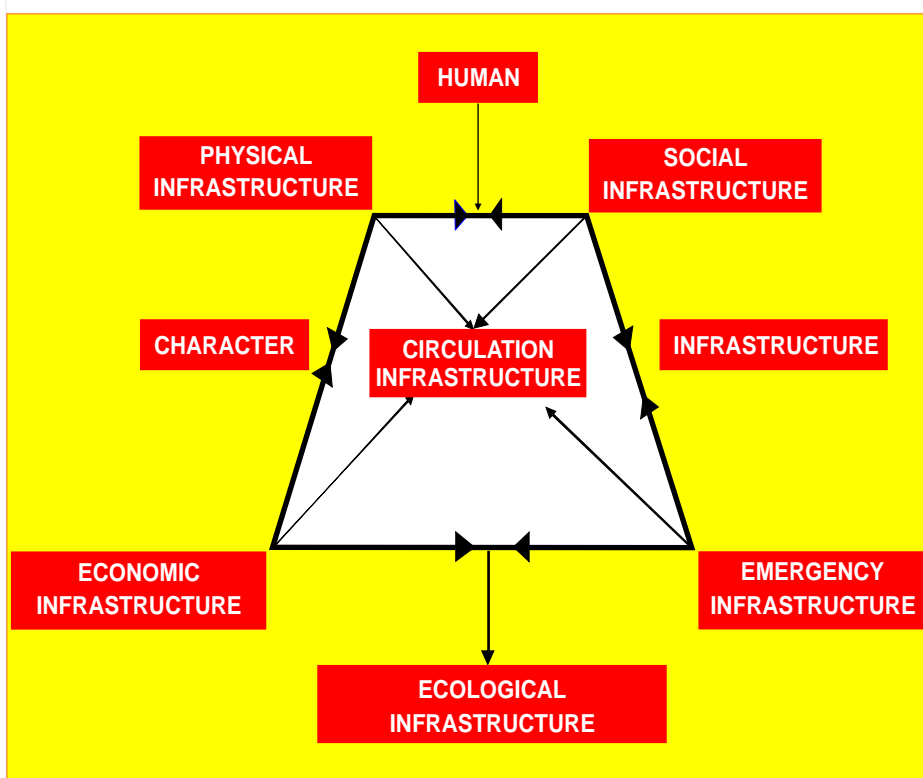 HUMAN
PHYSICAL
INFRASTRUCTURE
SOCIAL
INFRASTRUCTURE
CHARACTER
CIRCULATION
INFRASTRUCTURE
INFRASTRUCTURE
ECONOMIC
INFRASTRUCTURE
EMERGENCY
INFRASTRUCTURE
ECOLOGICAL
INFRASTRUCTURE